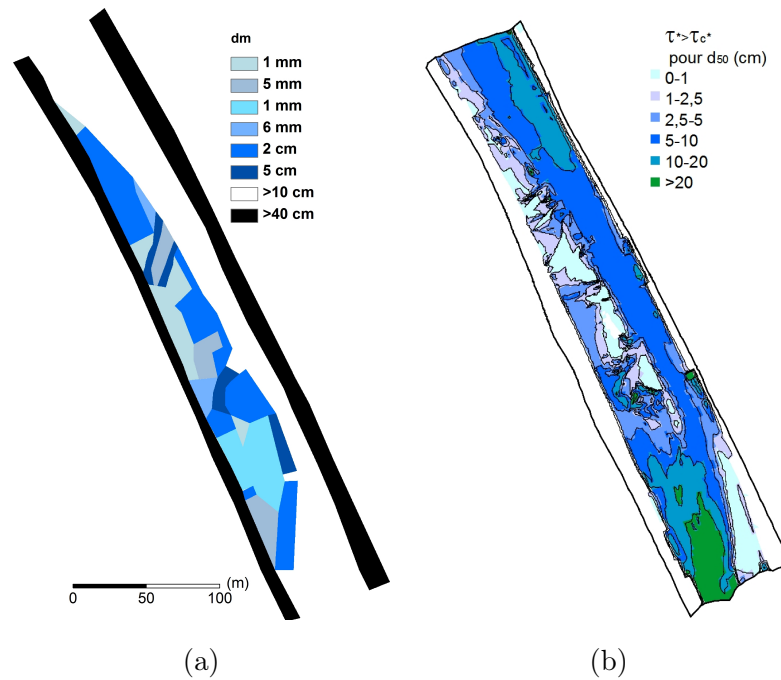 dm
1 mm
5 mm
1 mm
6 mm
2 cm
5 cm
>10 cm
>40 cm
(m)
0 50 100
(a)
τ*>τc*
pour d50 (cm)
0-1
1-2,5
2,5-5
5-10
10-20
>20
(b)